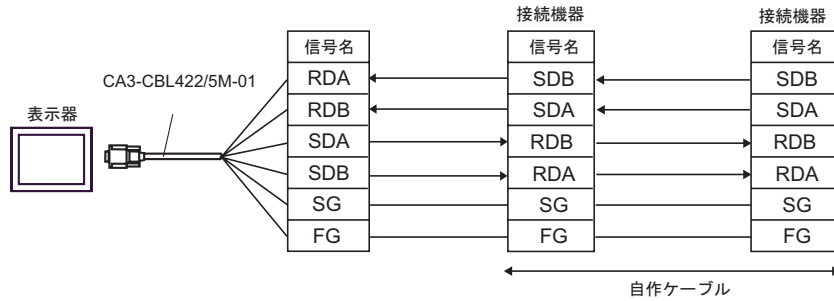 接続機器
接続機器
信号名
信号名
信号名
CA3-CBL422/5M-01
RDA
SDB
SDB
表示器
RDB
SDA
SDA
SDA
RDB
RDB
SDB
RDA
RDA
SG
SG
SG
FG
FG
FG
自作ケーブル